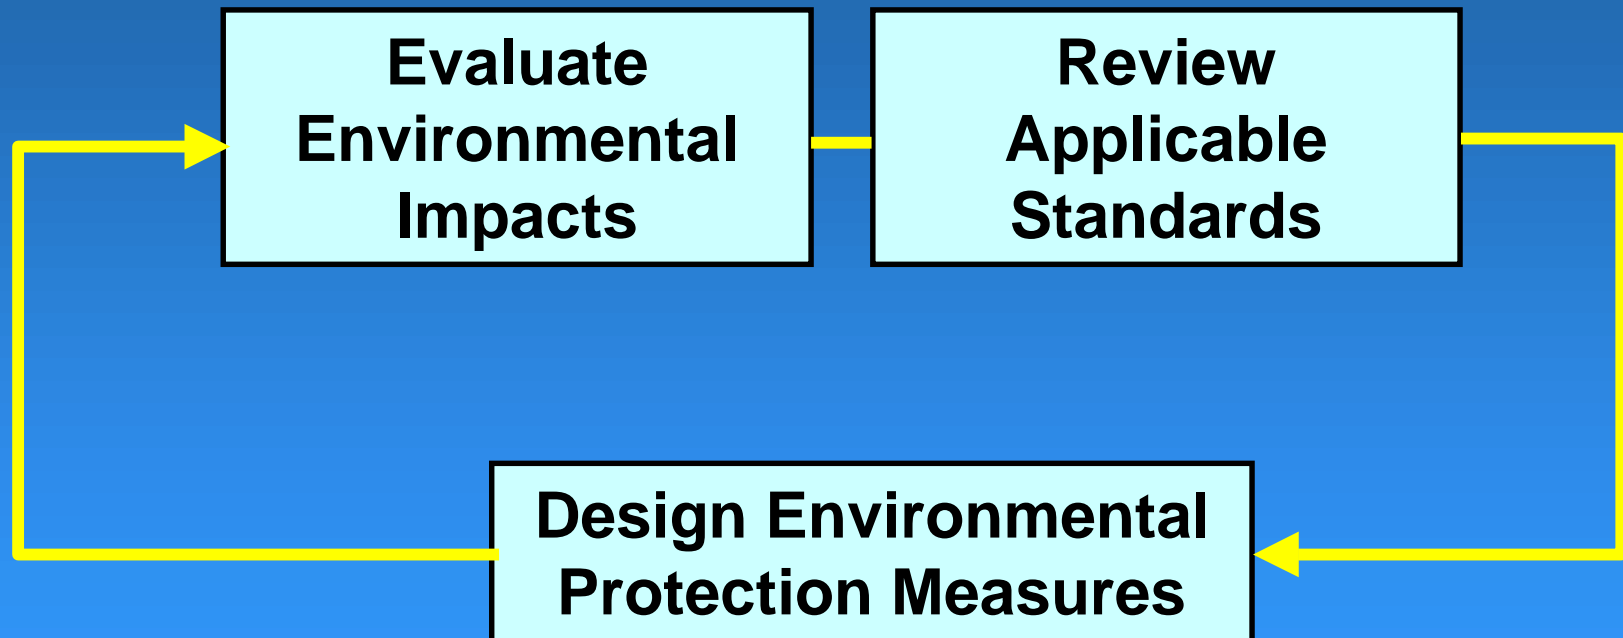 Evaluate
Environmental
Impacts
Review
Applicable
Standards
Design Environmental
Protection Measures